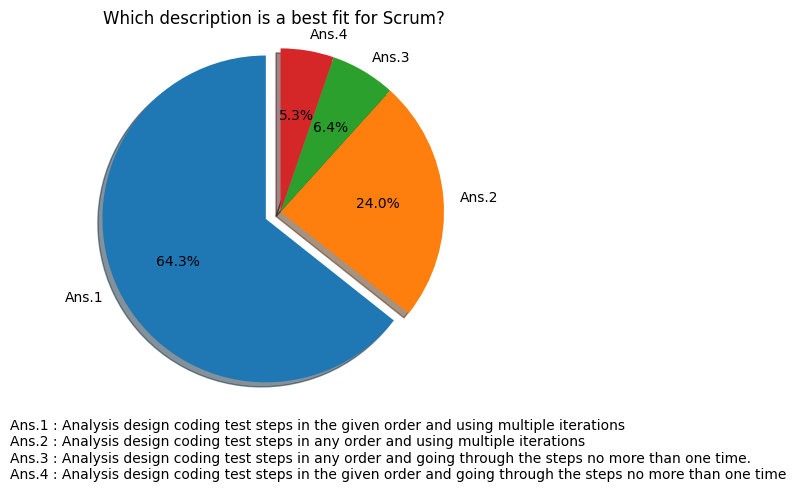 Which description is a best fit for Scrum?
Ans.4
Ans.3
5.3%
6.4%
Ans.2
24.0%
64.3%
Ans.1
Ans.1 : Analysis design coding test steps in the given order and using multiple iterations
Ans.2 : Analysis design coding test steps in any order and using multiple iterations
Ans.3 : Analysis design coding test steps in any order and going through the steps no more than one time.
Ans.4 : Analysis design coding test steps in the given order and going through the steps no more than one time